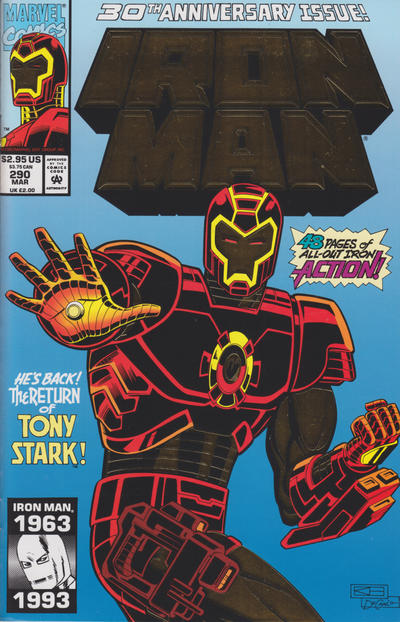 MARVEL
COMICS
30TH ANNIVERSARY ISSUE!
IRON
MAN
®
TM
$2.95 US
$3.75 CAN
290
MAR
UK £2.00
APPROVED
BY THE
COMICS
CODE
AUTHORITY
48 PAGES of
ALL-OUT IRON
ACTION!
HE'S BACK!
The RETURN
of
TONY
STARK!
IRON MAN
1963
1993